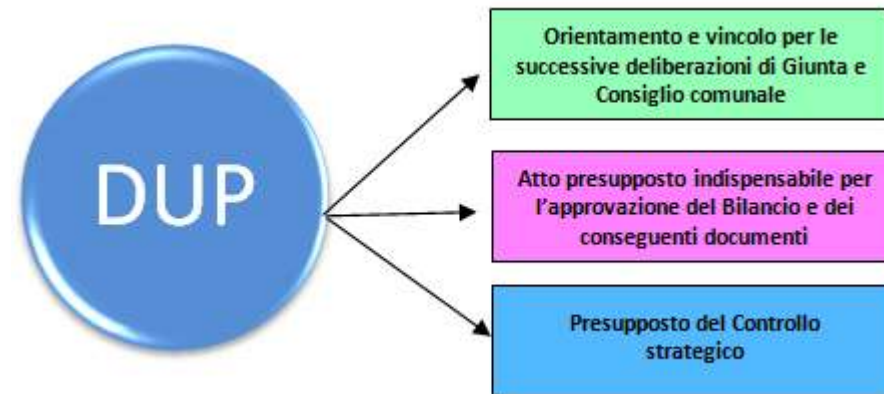 DUP
Orientamento e vincolo per le
successive deliberazioni di Giunta e
Consiglio comunale
Atto presupposto indispensabile per
l'approvazione del Bilancio e dei
conseguenti documenti
Presupposto del Controllo
strategico